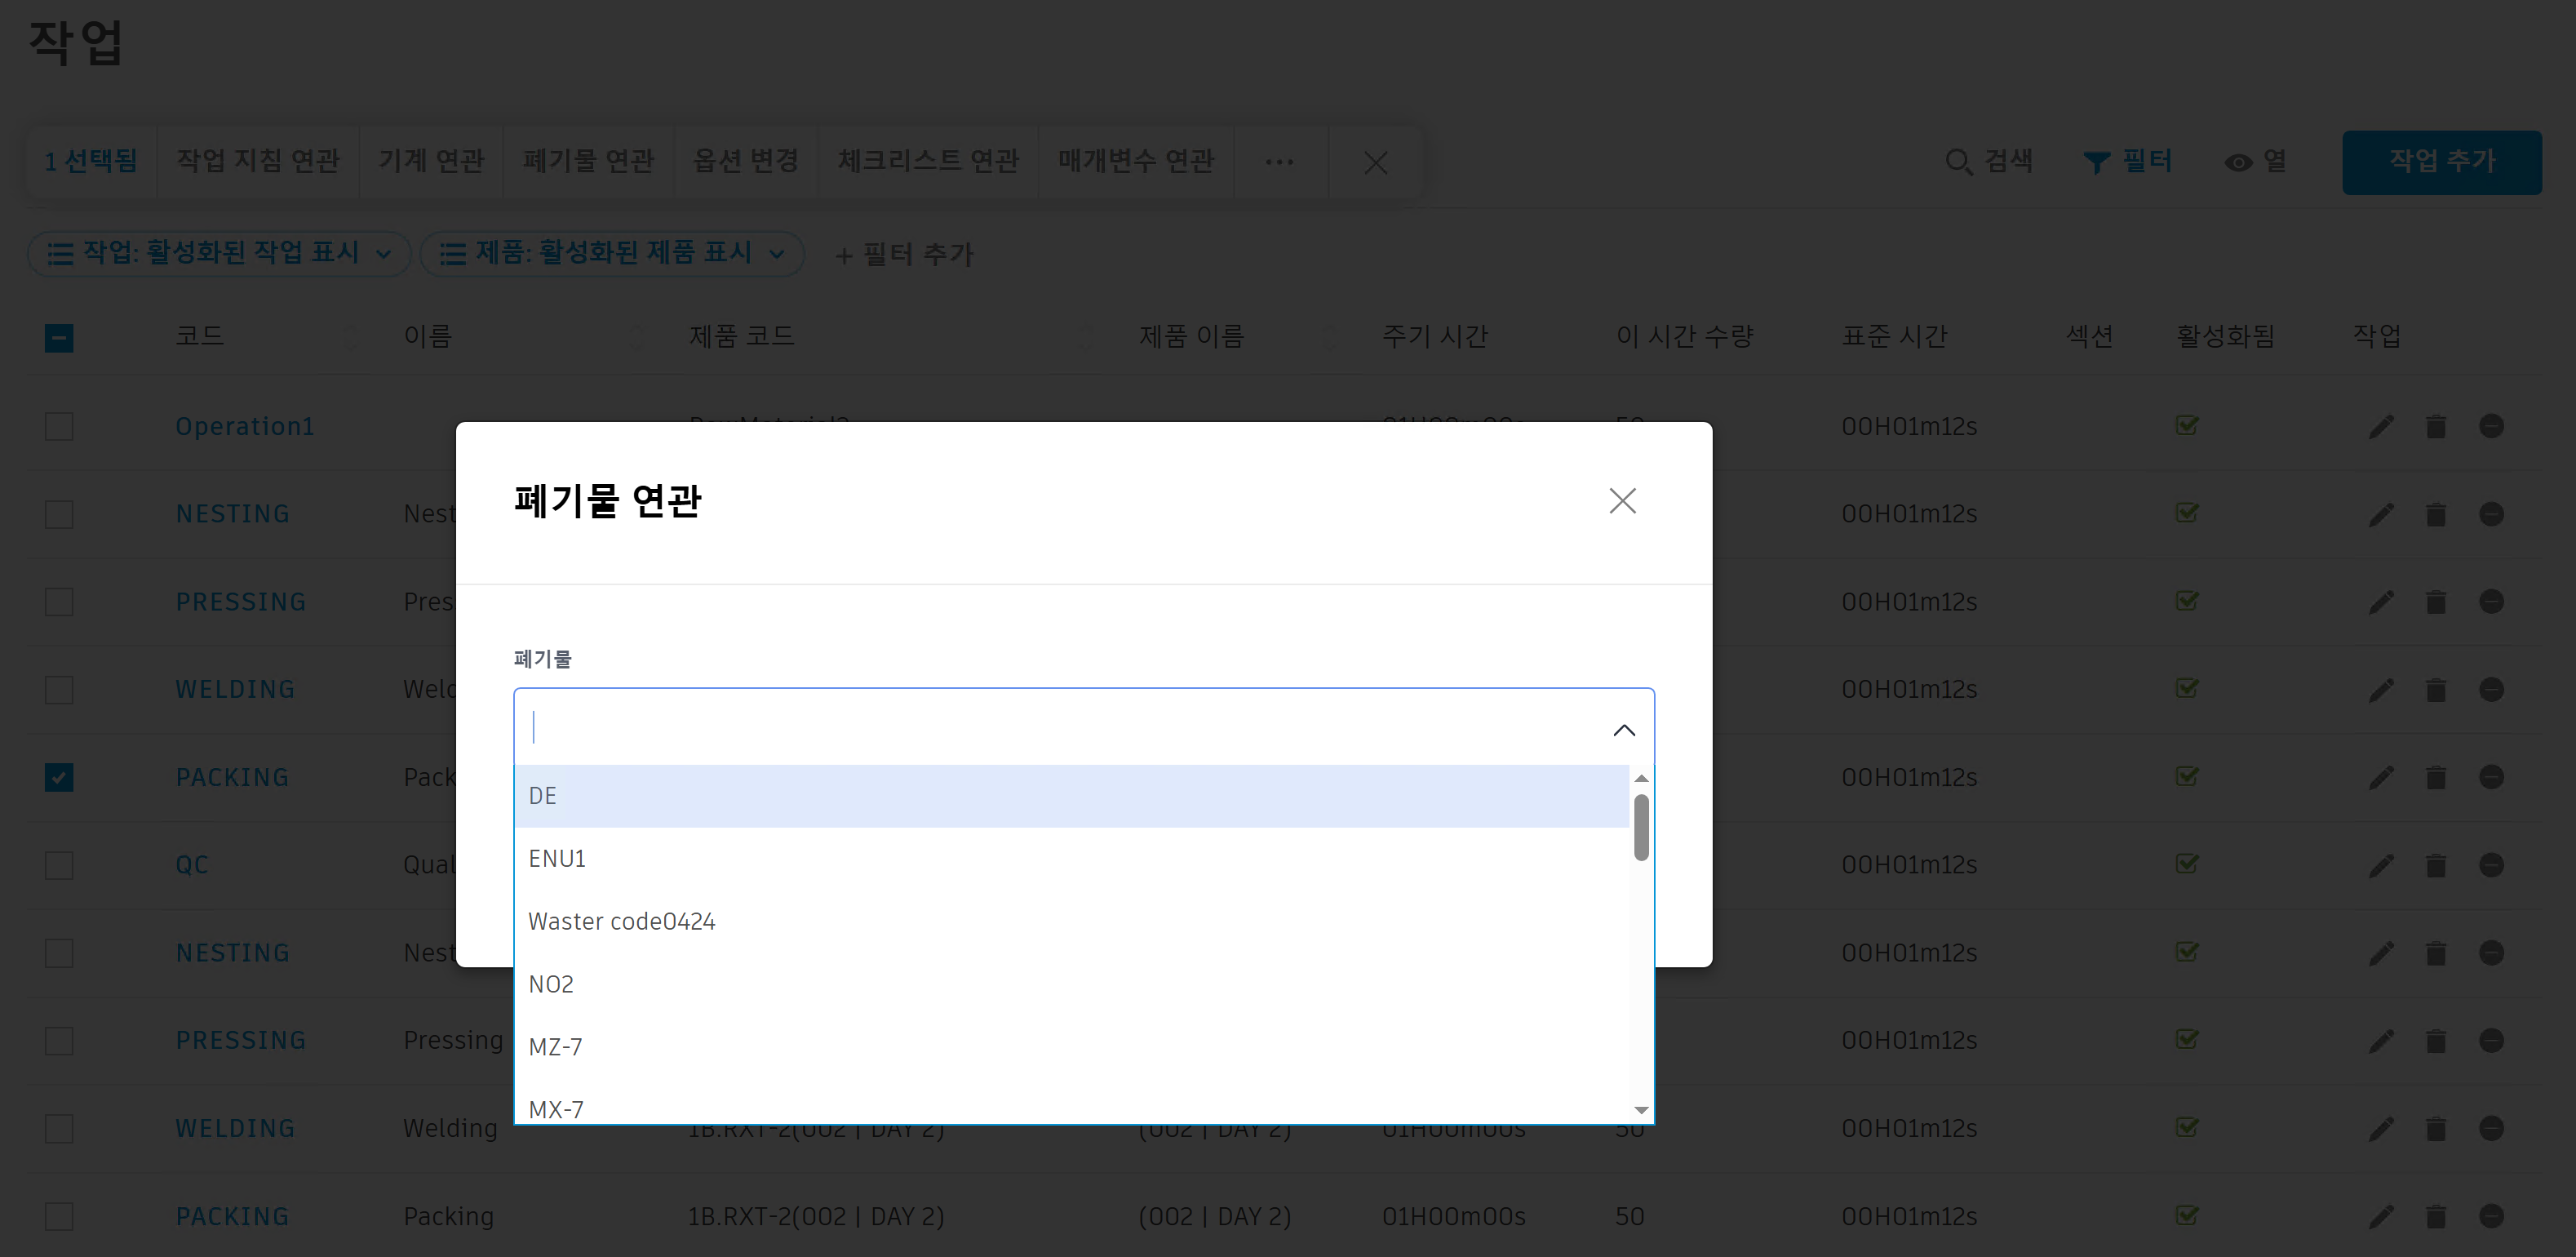 작업
1 선택됨 작업 지침 연관 기계 연관 폐기물 연관 옵션 변경 체크리스트 연관 매개변수 연관 ··· 검색 필터 열 작업 추가
작업: 활성화된 작업 표시 제품: 활성화된 제품 표시 + 필터 추가
코드 이름 제품 코드 제품 이름 주기 시간 이 시간 수량 표준 시간 섹션 활성화됨 작업
Operation1 00H01m12s
폐기물 연관
NESTING Nest 00H01m12s
PRESSING Pres 00H01m12s
폐기물
WELDING Weld 00H01m12s
PACKING Pack 00H01m12s
DE
ENU1
QC Qual 00H01m12s
Waster code0424
NESTING Nest 00H01m12s
NO2
PRESSING Pressing 00H01m12s
MZ-7
MX-7
WELDING Welding 1B.RXT-2(002 | DAY 2) (002 | DAY 2) 01H00m00s 50 00H01m12s
PACKING Packing 1B.RXT-2(002 | DAY 2) (002 | DAY 2) 01H00m00s 50 00H01m12s